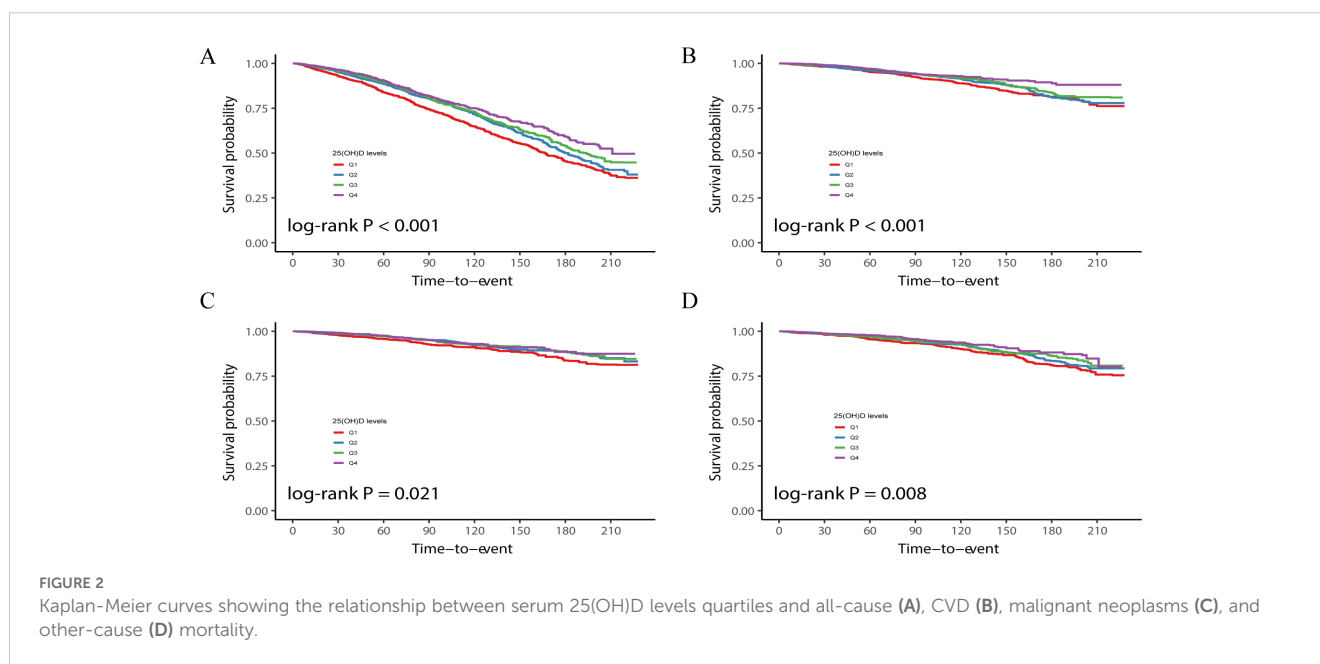 A
Survival probability
1.00
0.75
0.50
0.25
0.00
25(OH)D levels
Q1
Q2
Q3
Q4
log-rank P < 0.001
0 30 60 90 120 150 180 210
Time−to−event
B
Survival probability
1.00
0.75
0.50
0.25
0.00
25(OH)D levels
Q1
Q2
Q3
Q4
log-rank P < 0.001
0 30 60 90 120 150 180 210
Time−to−event
C
Survival probability
1.00
0.75
0.50
0.25
0.00
25(OH)D levels
Q1
Q2
Q3
Q4
log-rank P = 0.021
0 30 60 90 120 150 180 210
Time−to−event
D
Survival probability
1.00
0.75
0.50
0.25
0.00
25(OH)D levels
Q1
Q2
Q3
Q4
log-rank P = 0.008
0 30 60 90 120 150 180 210
Time−to−event
FIGURE 2
Kaplan-Meier curves showing the relationship between serum 25(OH)D levels quartiles and all-cause (A), CVD (B), malignant neoplasms (C), and
other-cause (D) mortality.